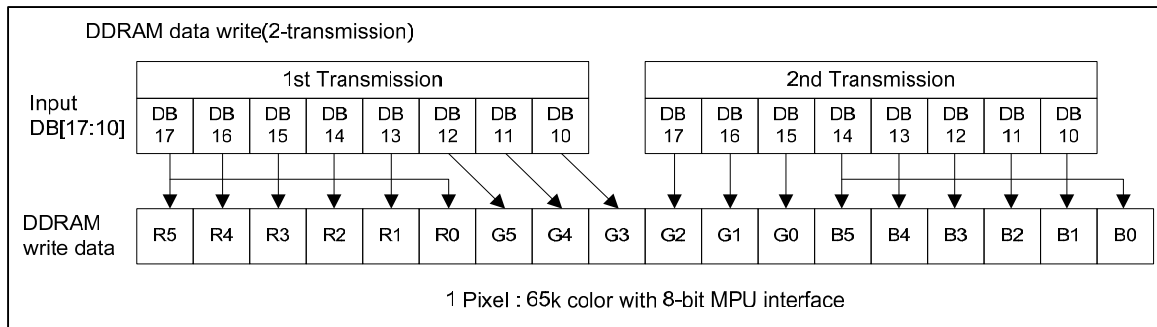 DDRAM data write(2-transmission)
1st Transmission 2nd Transmission
Input
DB[17:10]
DB DB DB DB DB DB DB DB DB DB DB DB DB DB DB DB
17 16 15 14 13 12 11 10 17 16 15 14 13 12 11 10
DDRAM
write data
R5 R4 R3 R2 R1 R0 G5 G4 G3 G2 G1 G0 B5 B4 B3 B2 B1 B0
1 Pixel : 65k color with 8-bit MPU interface